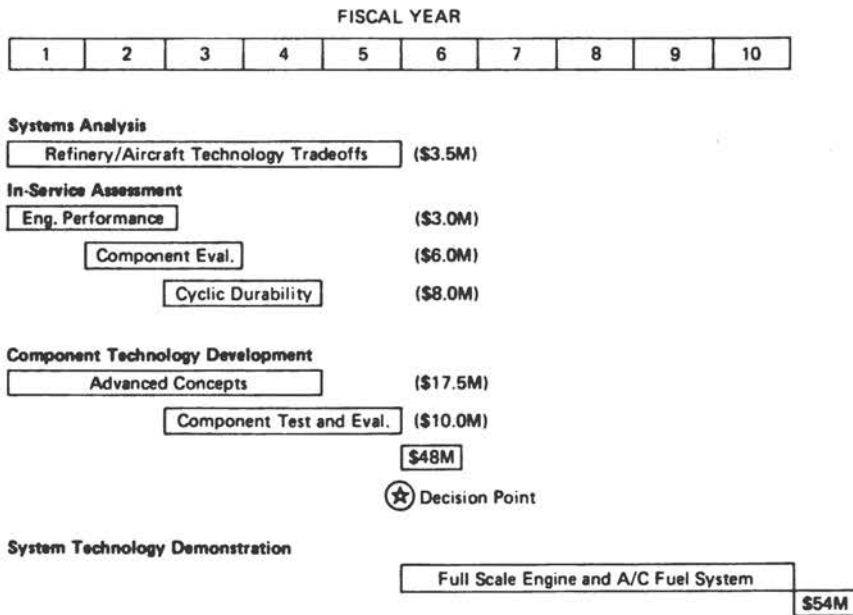 FISCAL YEAR
1 2 3 4 5 6 7 8 9 10
Systems Analysis
Refinery/Aircraft Technology Tradeoffs ($3.5M)
In-Service Assessment
Eng. Performance ($3.0M)
Component Eval. ($6.0M)
Cyclic Durability ($8.0M)
Component Technology Development
Advanced Concepts ($17.5M)
Component Test and Eval. ($10.0M)
$48M
Decision Point
System Technology Demonstration
Full Scale Engine and A/C Fuel System
$54M